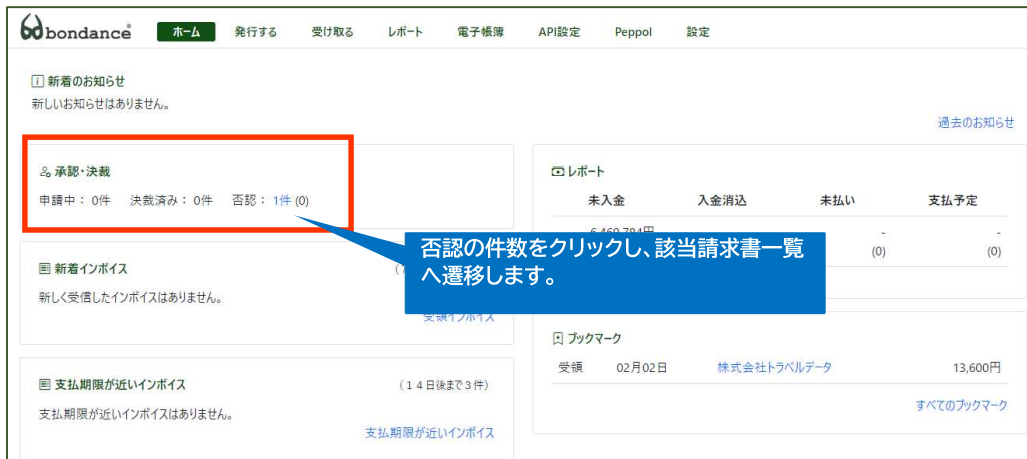 bondance ホーム 発行する 受け取る レポート 電子帳簿 API設定 Peppol 設定
新着のお知らせ
新しいお知らせはありません。
過去のお知らせ
承認・決裁
申請中： 0件 決裁済み： 0件 否認： 1件 (0)
レポート
未入金 入金消込 未払い 支払予定
- -
(0) (0)
否認の件数をクリックし、該当請求書一覧
へ遷移します。
新着インボイス
新しく受信したインボイスはありません。
受領インボイス
ブックマーク
受領 02月02日 株式会社トラベルデータ 13,600円
すべてのブックマーク
支払期限が近いインボイス （１４日後まで３件）
支払期限が近いインボイスはありません。
支払期限が近いインボイス